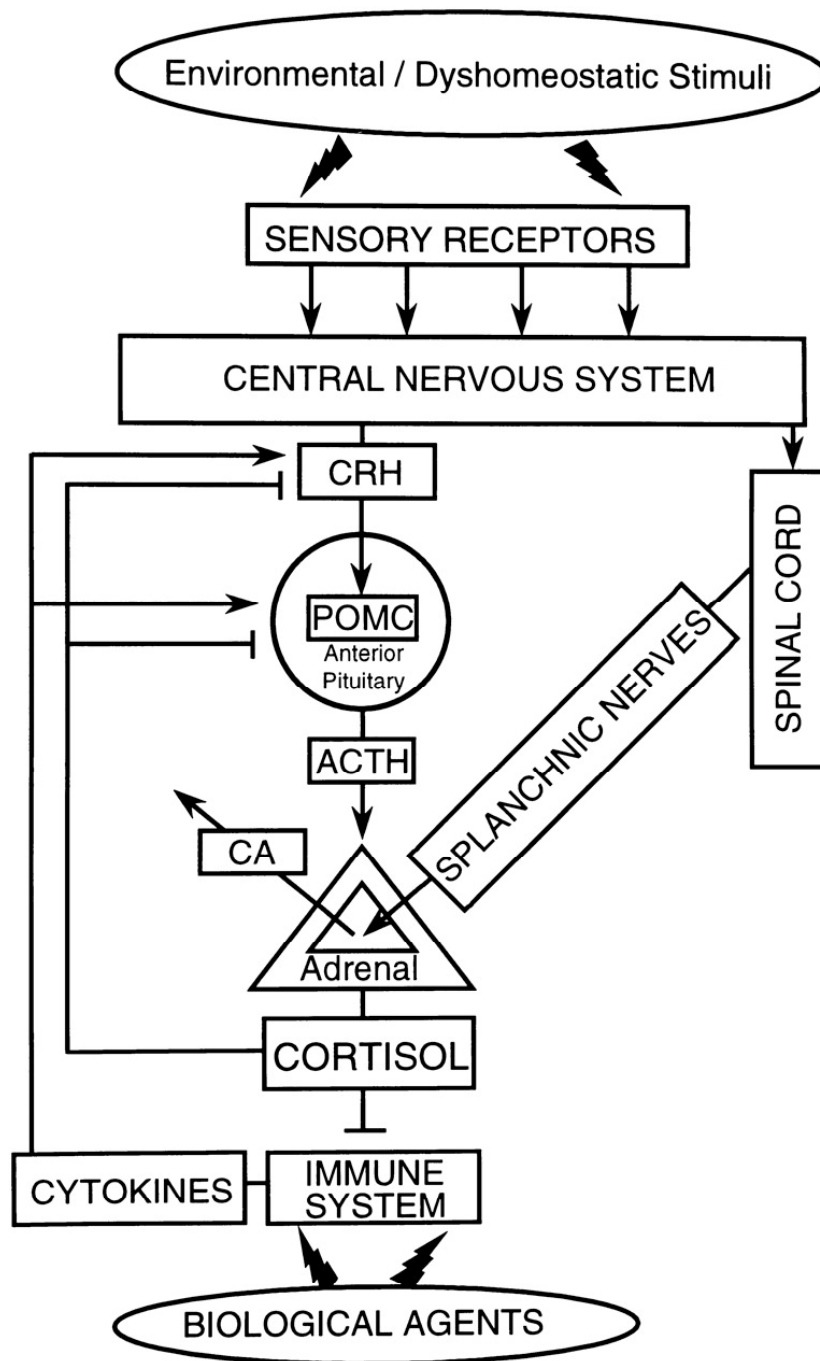 Environmental / Dyshomeostatic Stimuli
SENSORY RECEPTORS
CENTRAL NERVOUS SYSTEM
CRH
SPINAL CORD
POMC
Anterior
Pituitary
SPLANCHNIC NERVES
ACTH
CA
Adrenal
CORTISOL
CYTOKINES
IMMUNE
SYSTEM
BIOLOGICAL AGENTS